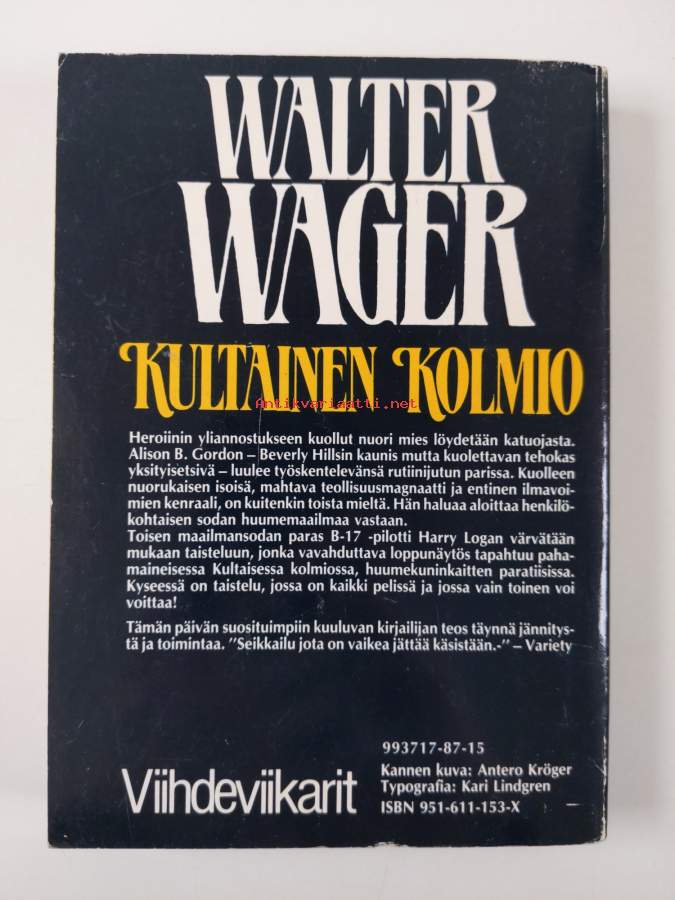 WALTER
WAGER
KULTAINEN KOLMIO
Antikvariaatti.net
Heroiinin yliannostukseen kuollut nuori mies löydetään katuojasta.
Alison B. Gordon – Beverly Hillsin kaunis mutta kuolettavan tehokas
yksityisetsivä – luulee työskentelevänsä rutiinijutun parissa. Kuolleen
nuorukaisen isoisä, mahtava teollisuusmagnaatti ja entinen ilmavoi-
mien kenraali, on kuitenkin toista mieltä. Hän haluaa aloittaa henkilö-
kohtaisen sodan huumemaailmaa vastaan.
Toisen maailmansodan paras B-17 -pilotti Harry Logan värvätään
mukaan taisteluun, jonka vavahduttava loppunäytös tapahtuu paha-
maineisessa Kultaisessa kolmiossa, huumekuninkaitten paratiisissa.
Kyseessä on taistelu, jossa on kaikki pelissä ja jossa vain toinen voi
voittaa!
Tämän päivän suosituimpiin kuuluvan kirjailijan teos täynnä jännitys-
tä ja toimintaa. "Seikkailu jota on vaikea jättää käsistään.-" – Variety
993717-87-15
Kannen kuva: Antero Kröger
Typografia: Kari Lindgren
ISBN 951-611-153-X
Viihdeviikarit